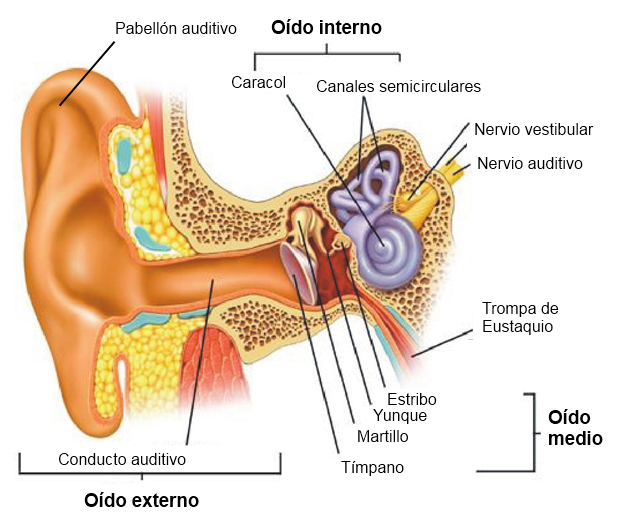 Pabellón auditivo
Oído interno
Caracol
Canales semicirculares
Nervio vestibular
Nervio auditivo
Trompa de
Eustaquio
Estribo
Yunque
Martillo
Tímpano
Oído
medio
Conducto auditivo
Oído externo